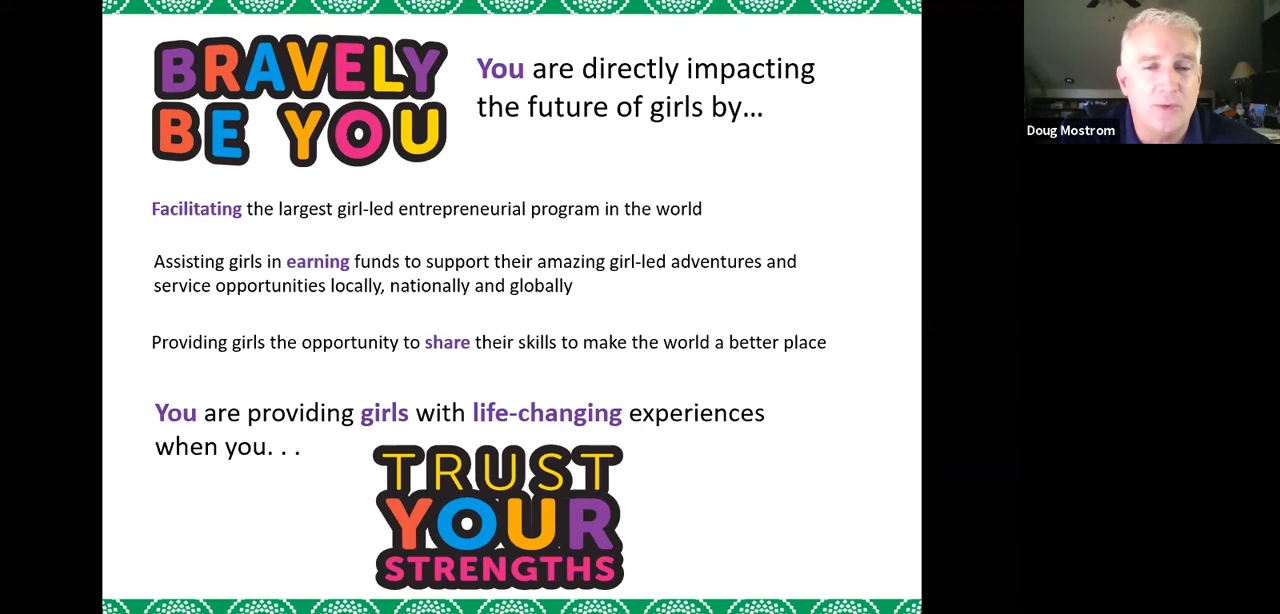 BRAVELY
BE YOU
You are directly impacting
the future of girls by...
Doug Mostrom
Facilitating the largest girl-led entrepreneurial program in the world
Assisting girls in earning funds to support their amazing girl-led adventures and
service opportunities locally, nationally and globally
Providing girls the opportunity to share their skills to make the world a better place
You are providing girls with life-changing experiences
when you. . .
TRUST
YOUR
STRENGTHS